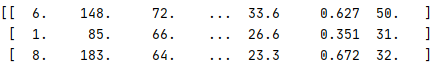 [[  6.    148.     72.    ...  33.6     0.627  50.   ]
 [  1.     85.     66.    ...  26.6     0.351  31.   ]
 [  8.    183.     64.    ...  23.3     0.672  32.   ]